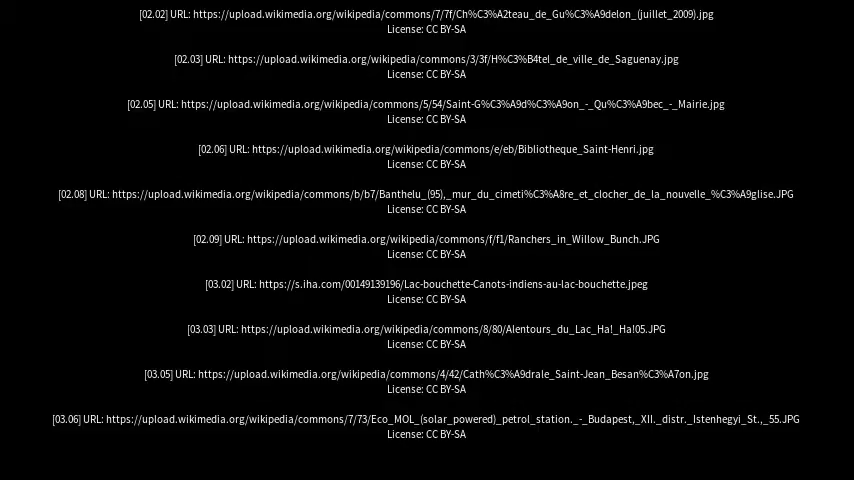 [02.02] URL: https://upload.wikimedia.org/wikipedia/commons/7/7f/Ch%C3%A2teau_de_Gu%C3%A9delon_(juillet_2009).jpg
License: CC BY-SA
[02.03] URL: https://upload.wikimedia.org/wikipedia/commons/3/3f/H%C3%B4tel_de_ville_de_Saguenay.jpg
License: CC BY-SA
[02.05] URL: https://upload.wikimedia.org/wikipedia/commons/5/54/Saint-G%C3%A9d%C3%A9on_-_Qu%C3%A9bec_-_Mairie.jpg
License: CC BY-SA
[02.06] URL: https://upload.wikimedia.org/wikipedia/commons/e/eb/Bibliotheque_Saint-Henri.jpg
License: CC BY-SA
[02.08] URL: https://upload.wikimedia.org/wikipedia/commons/b/b7/Banthelu_(95),_mur_du_cimeti%C3%A8re_et_clocher_de_la_nouvelle_%C3%A9glise.JPG
License: CC BY-SA
[02.09] URL: https://upload.wikimedia.org/wikipedia/commons/f/f1/Ranchers_in_Willow_Bunch.JPG
License: CC BY-SA
[03.02] URL: https://s.iha.com/00149139196/Lac-bouchette-Canots-indiens-au-lac-bouchette.jpeg
License: CC BY-SA
[03.03] URL: https://upload.wikimedia.org/wikipedia/commons/8/80/Alentours_du_Lac_Ha!_Ha!05.JPG
License: CC BY-SA
[03.05] URL: https://upload.wikimedia.org/wikipedia/commons/4/42/Cath%C3%A9drale_Saint-Jean_Besan%C3%A7on.jpg
License: CC BY-SA
[03.06] URL: https://upload.wikimedia.org/wikipedia/commons/7/73/Eco_MOL_(solar_powered)_petrol_station._-_Budapest,_XII._distr._Istenhegyi_St.,_55.JPG
License: CC BY-SA